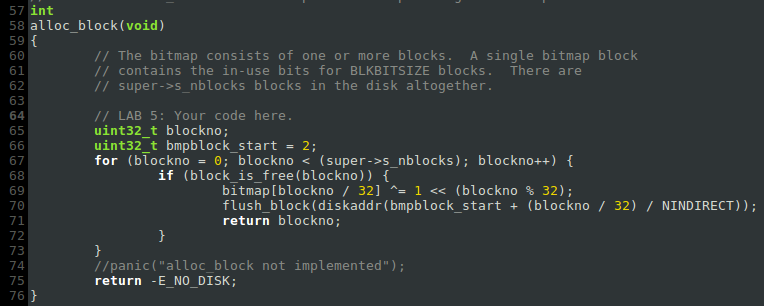 57 int
58 alloc_block(void)
59 {
60         // The bitmap consists of one or more blocks.  A single bitmap block
61         // contains the in-use bits for BLKBITSIZE blocks.  There are
62         // super->s_nblocks blocks in the disk altogether.
63
64         // LAB 5: Your code here.
65         uint32_t blockno;
66         uint32_t bmpblock_start = 2;
67         for (blockno = 0; blockno < (super->s_nblocks); blockno++) {
68                 if (block_is_free(blockno)) {
69                         bitmap[blockno / 32] ^= 1 << (blockno % 32);
70                         flush_block(diskaddr(bmpblock_start + (blockno / 32) / NINDIRECT));
71                         return blockno;
72                 }
73         }
74         //panic("alloc_block not implemented");
75         return -E_NO_DISK;
76 }